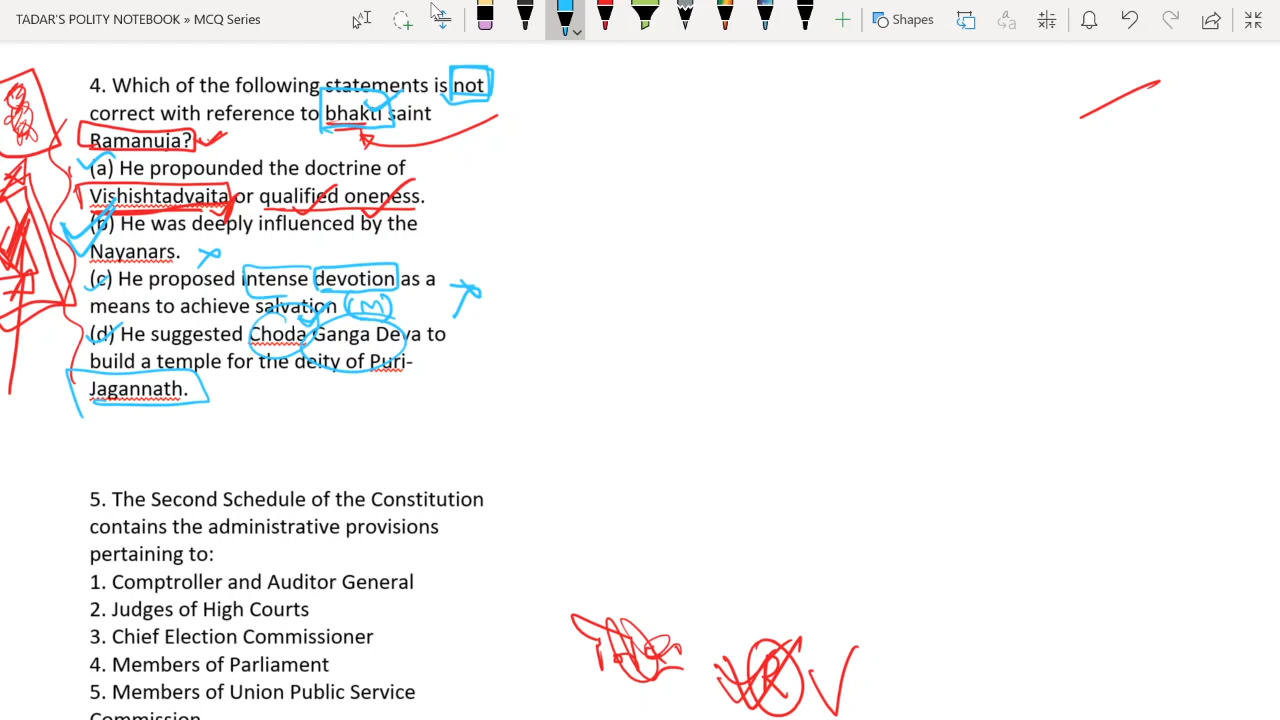 TADAR'S POLITY NOTEBOOK » MCQ Series
Shapes
4. Which of the following statements is not
correct with reference to bhakti saint
Ramanuja?
(a) He propounded the doctrine of
Vishishtadvaita or qualified oneness.
(b) He was deeply influenced by the
Nayanars.
(c) He proposed intense devotion as a
means to achieve salvation
(d) He suggested Choda Ganga Deva to
build a temple for the deity of Puri-
Jagannath.
5. The Second Schedule of the Constitution
contains the administrative provisions
pertaining to:
1. Comptroller and Auditor General
2. Judges of High Courts
3. Chief Election Commissioner
4. Members of Parliament
5. Members of Union Public Service
Commission